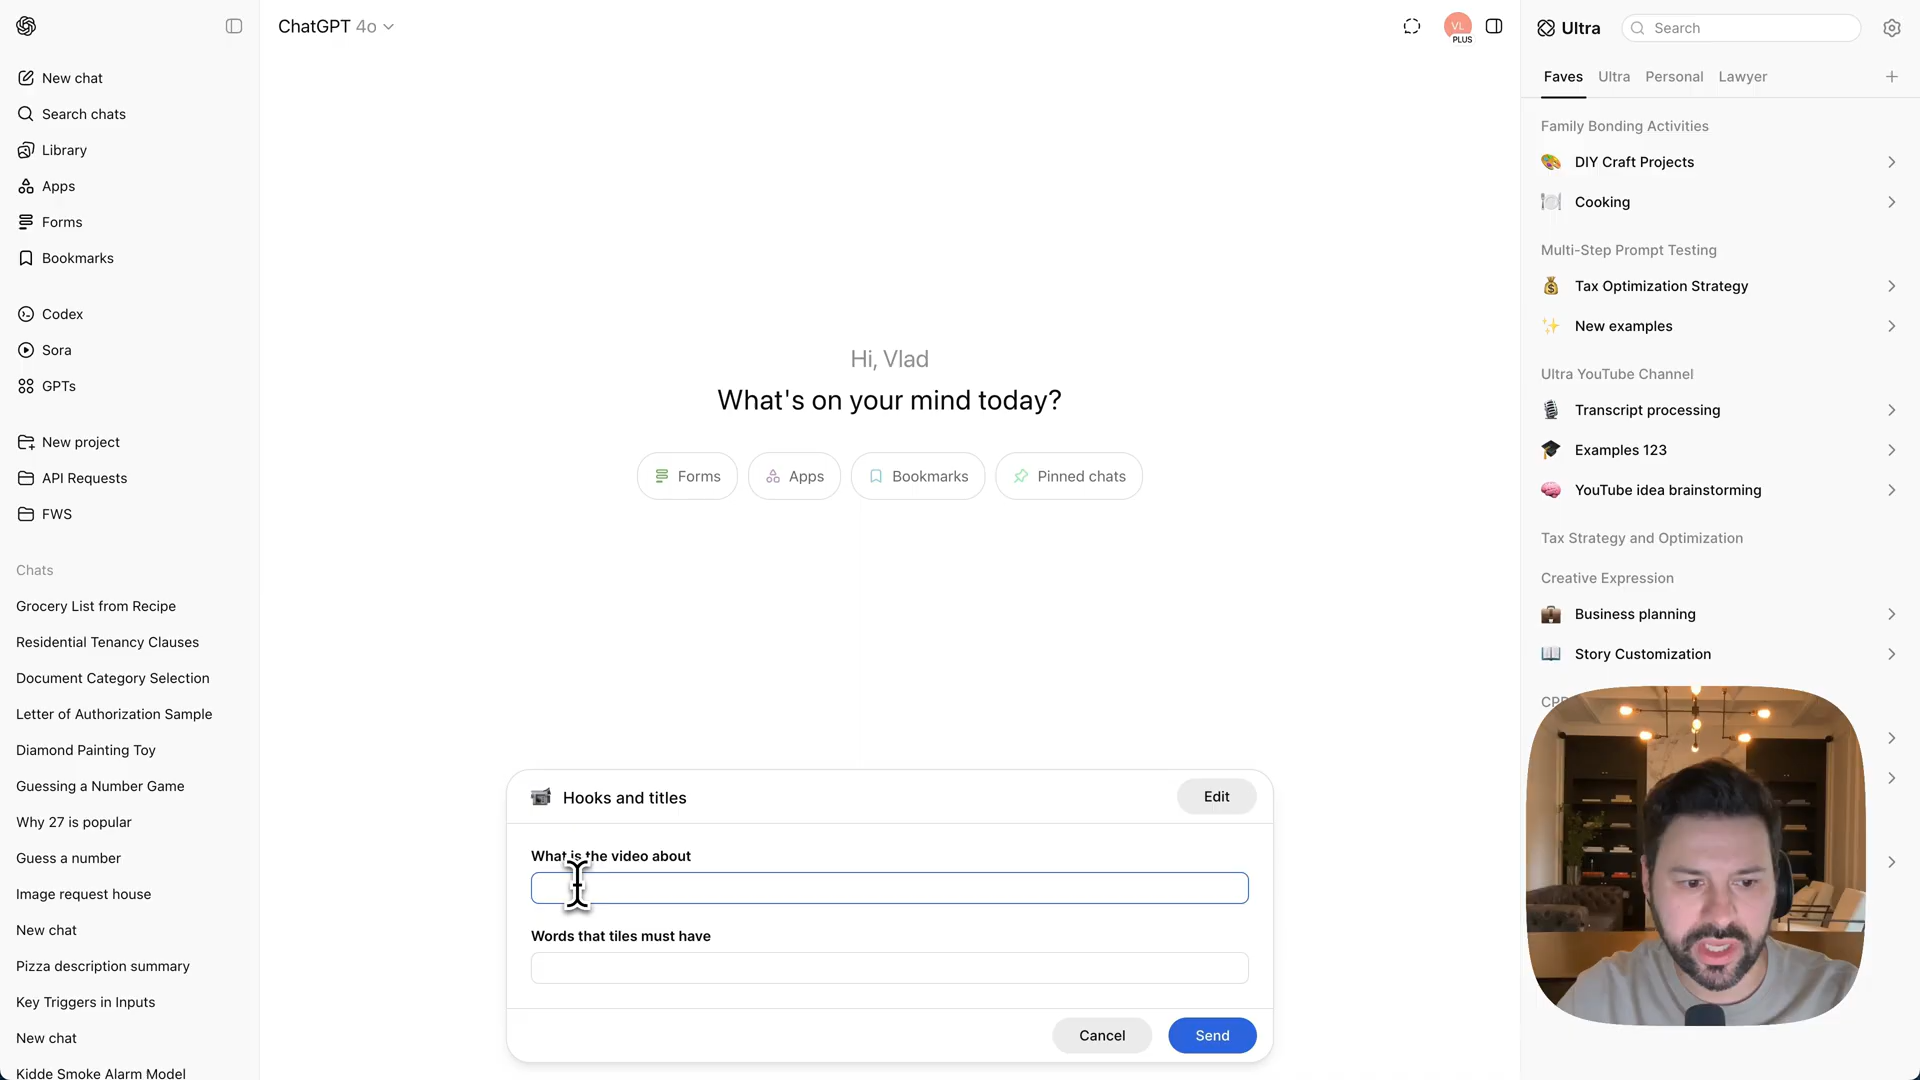 New chat
Search chats
Library
Apps
Forms
Bookmarks
Codex
Sora
GPTs
New project
API Requests
FWS
Chats
Grocery List from Recipe
Residential Tenancy Clauses
Document Category Selection
Letter of Authorization Sample
Diamond Painting Toy
Guessing a Number Game
Why 27 is popular
Guess a number
Image request house
New chat
Pizza description summary
Key Triggers in Inputs
New chat
Kidde Smoke Alarm Model
ChatGPT 4o
VL
PLUS
Hi, Vlad
What's on your mind today?
Forms
Apps
Bookmarks
Pinned chats
Hooks and titles
Edit
What is the video about
Words that tiles must have
Cancel
Send
Ultra
Search
Faves
Ultra
Personal
Lawyer
Family Bonding Activities
DIY Craft Projects
Cooking
Multi-Step Prompt Testing
Tax Optimization Strategy
New examples
Ultra YouTube Channel
Transcript processing
Examples 123
YouTube idea brainstorming
Tax Strategy and Optimization
Creative Expression
Business planning
Story Customization